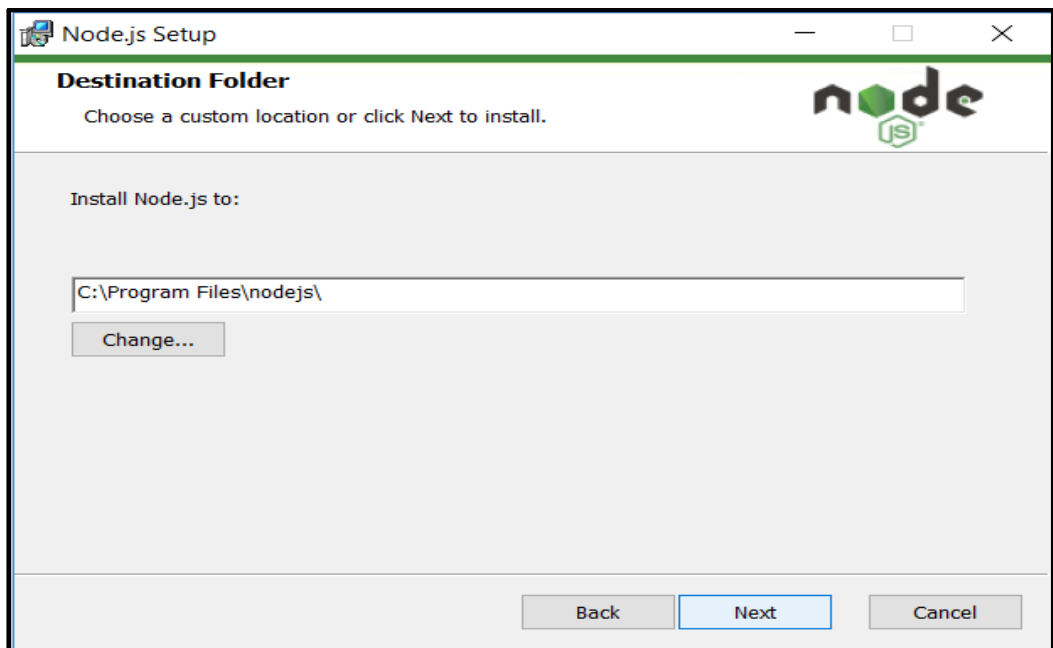 Node.js Setup
Destination Folder
Choose a custom location or click Next to install.
node
JS
Install Node.js to:
C:\Program Files\nodejs\
Change...
Back
Next
Cancel